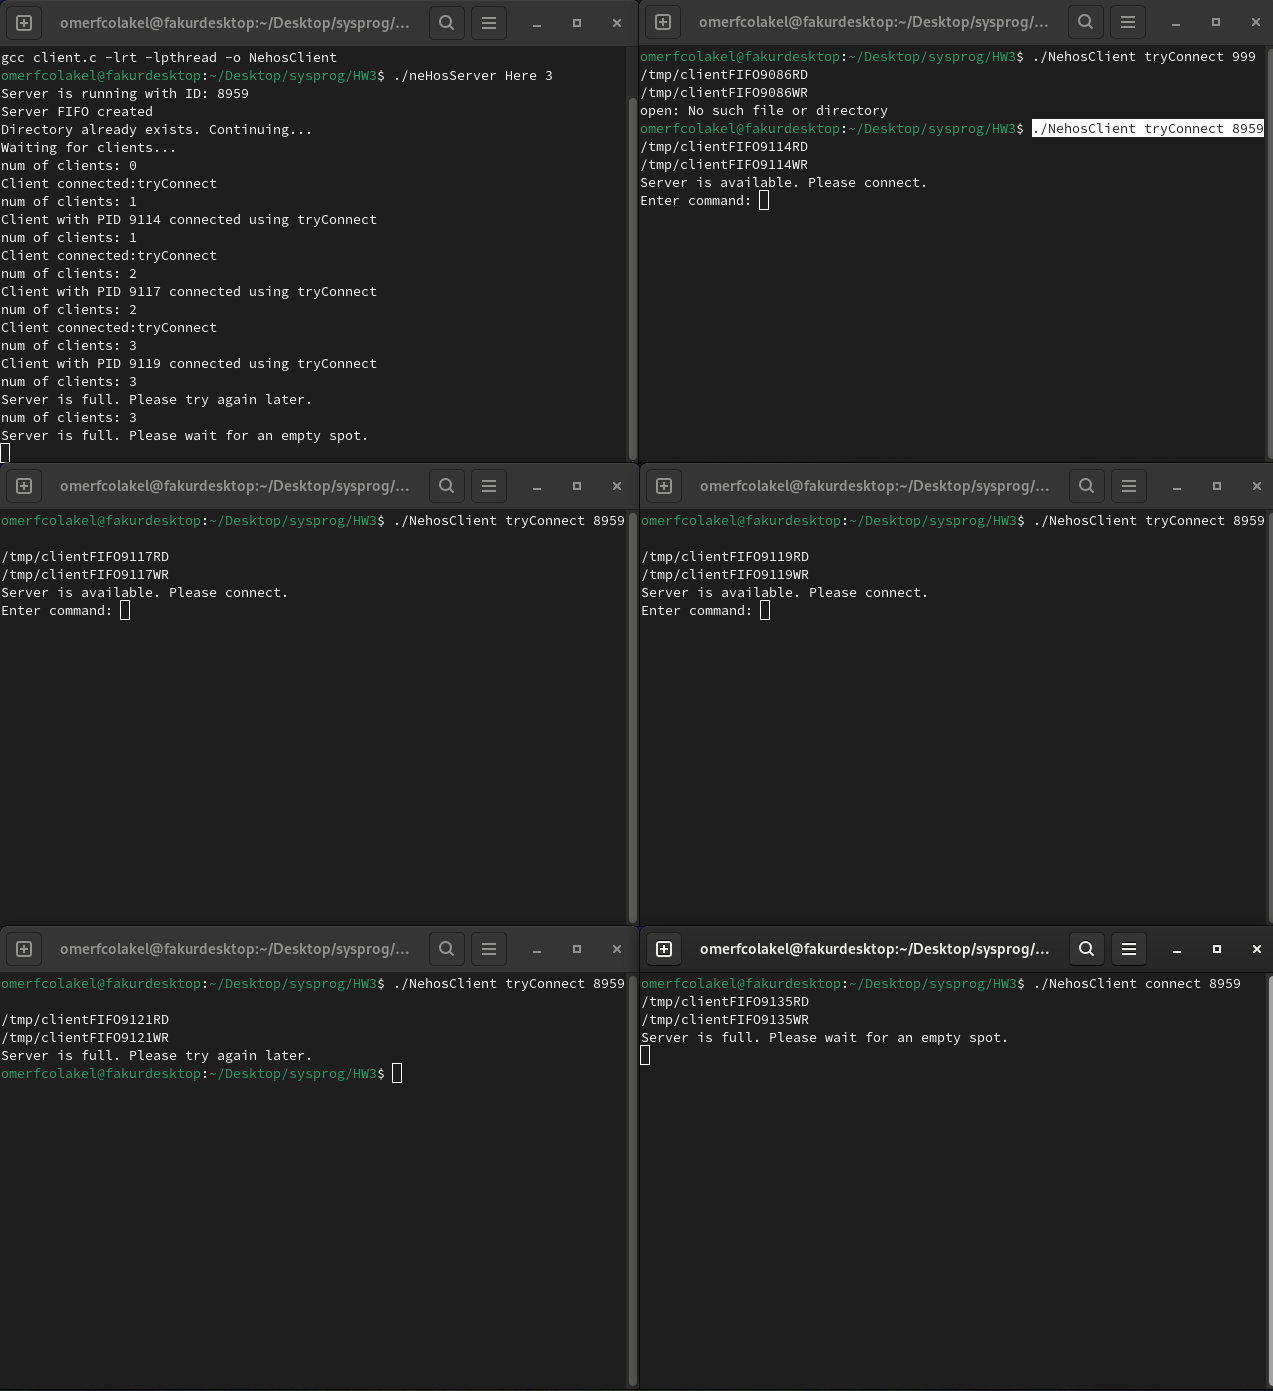 omerfcolakel@fakurdesktop:~/Desktop/sysprog/...
gcc client.c -lrt -lpthread -o NehosClient
omerfcolakel@fakurdesktop:~/Desktop/sysprog/HW3$ ./neHosServer Here 3
Server is running with ID: 8959
Server FIFO created
Directory already exists. Continuing...
Waiting for clients...
num of clients: 0
Client connected:tryConnect
num of clients: 1
Client with PID 9114 connected using tryConnect
num of clients: 1
Client connected:tryConnect
num of clients: 2
Client with PID 9117 connected using tryConnect
num of clients: 2
Client connected:tryConnect
num of clients: 3
Client with PID 9119 connected using tryConnect
num of clients: 3
Server is full. Please try again later.
num of clients: 3
Server is full. Please wait for an empty spot.
omerfcolakel@fakurdesktop:~/Desktop/sysprog/...
omerfcolakel@fakurdesktop:~/Desktop/sysprog/HW3$ ./NehosClient tryConnect 999
/tmp/clientFIFO9086RD
/tmp/clientFIFO9086WR
open: No such file or directory
omerfcolakel@fakurdesktop:~/Desktop/sysprog/HW3$ ./NehosClient tryConnect 8959
/tmp/clientFIFO9114RD
/tmp/clientFIFO9114WR
Server is available. Please connect.
Enter command:
omerfcolakel@fakurdesktop:~/Desktop/sysprog/...
omerfcolakel@fakurdesktop:~/Desktop/sysprog/HW3$ ./NehosClient tryConnect 8959
/tmp/clientFIFO9117RD
/tmp/clientFIFO9117WR
Server is available. Please connect.
Enter command:
omerfcolakel@fakurdesktop:~/Desktop/sysprog/...
omerfcolakel@fakurdesktop:~/Desktop/sysprog/HW3$ ./NehosClient tryConnect 8959
/tmp/clientFIFO9119RD
/tmp/clientFIFO9119WR
Server is available. Please connect.
Enter command:
omerfcolakel@fakurdesktop:~/Desktop/sysprog/...
omerfcolakel@fakurdesktop:~/Desktop/sysprog/HW3$ ./NehosClient tryConnect 8959
/tmp/clientFIFO9121RD
/tmp/clientFIFO9121WR
Server is full. Please try again later.
omerfcolakel@fakurdesktop:~/Desktop/sysprog/HW3$
omerfcolakel@fakurdesktop:~/Desktop/sysprog/...
omerfcolakel@fakurdesktop:~/Desktop/sysprog/HW3$ ./NehosClient connect 8959
/tmp/clientFIFO9135RD
/tmp/clientFIFO9135WR
Server is full. Please wait for an empty spot.